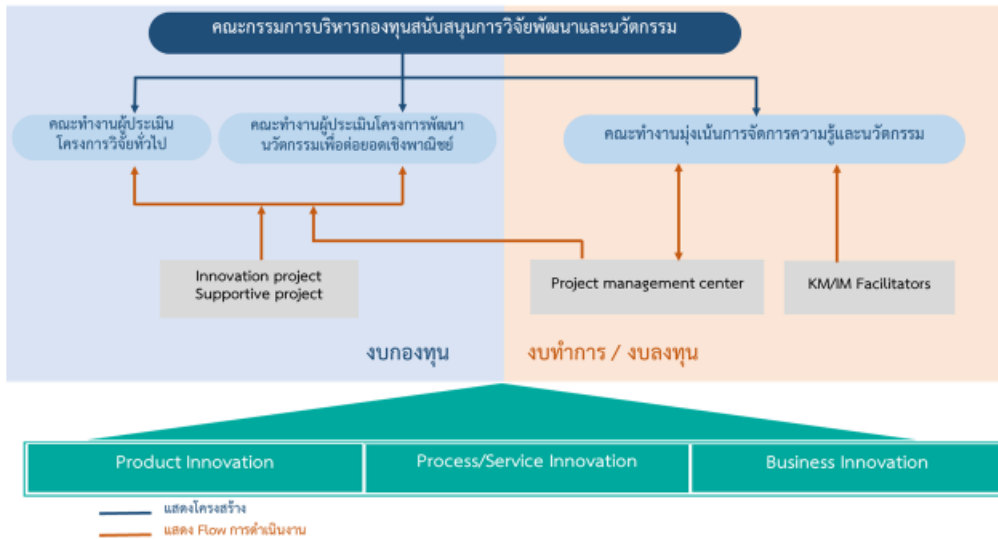 คณะกรรมการบริหารกองทุนสนับสนุนการวิจัยพัฒนาและนวัตกรรม
คณะทำงานผู้ประเมิน
โครงการวิจัยทั่วไป
คณะทำงานผู้ประเมินโครงการพัฒนา
นวัตกรรมเพื่อต่อยอดเชิงพาณิชย์
คณะทำงานมุ่งเน้นการจัดการความรู้และนวัตกรรม
Innovation project
Supportive project
Project management center
KM/IM Facilitators
งบกองทุน
งบทำการ / งบลงทุน
Product Innovation
Process/Service Innovation
Business Innovation
แสดงโครงสร้าง
แสดง Flow การดำเนินงาน